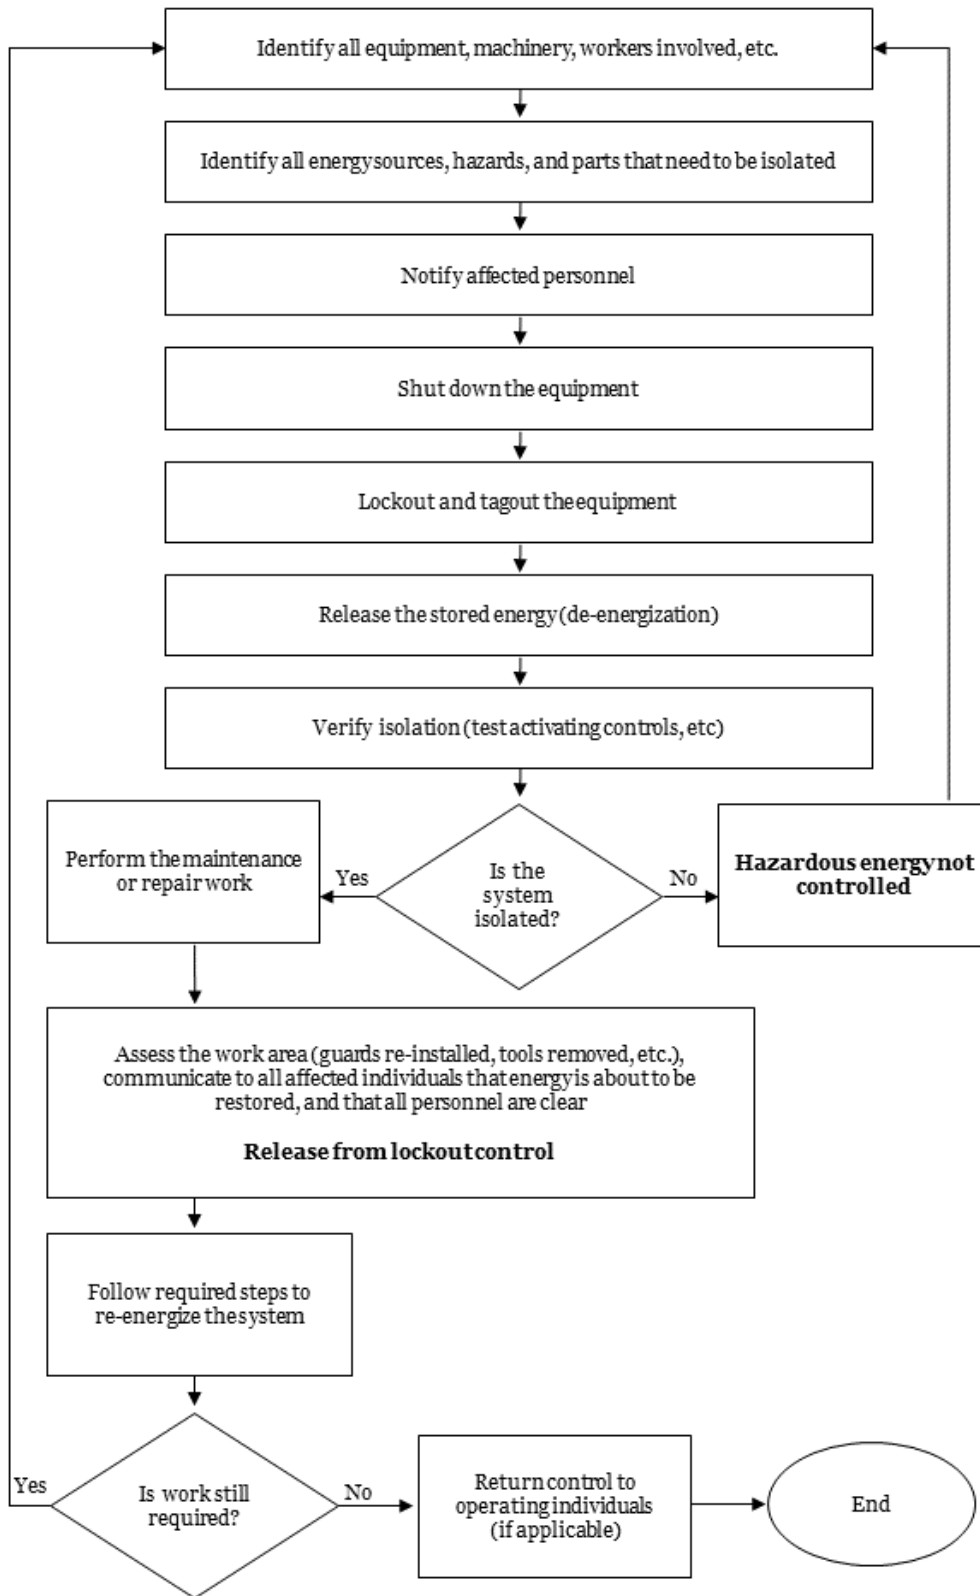 Identify all equipment, machinery, workers involved, etc.
Identify all energy sources, hazards, and parts that need to be isolated
Notify affected personnel
Shut down the equipment
Lockout and tagout the equipment
Release the stored energy (de-energization)
Verify isolation (test activating controls, etc)
Perform the maintenance
or repair work
Yes
Is the
system
isolated?
No
Hazardous energy not
controlled
Assess the work area (guards re-installed, tools removed, etc.),
communicate to all affected individuals that energy is about to be
restored, and that all personnel are clear
Release from lockout control
Follow required steps to
re-energize the system
Yes
Is work still
required?
No
Return control to
operating individuals
(if applicable)
End